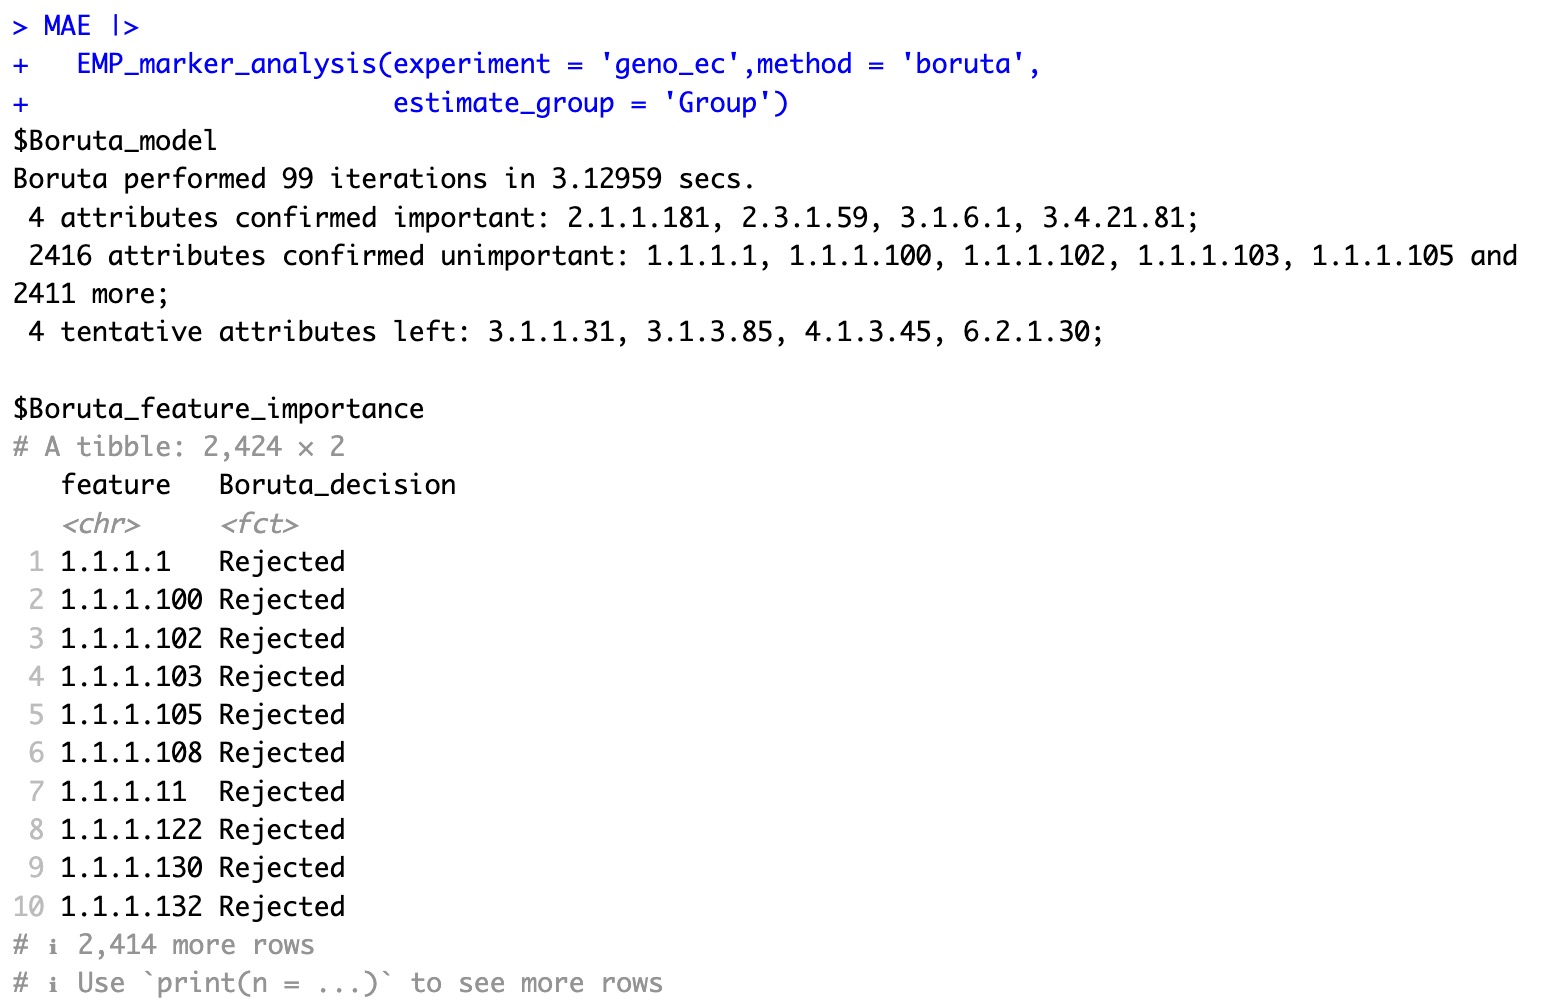 > MAE |>
+   EMP_marker_analysis(experiment = 'geno_ec',method = 'boruta',
+                       estimate_group = 'Group')
$Boruta_model
Boruta performed 99 iterations in 3.12959 secs.
 4 attributes confirmed important: 2.1.1.181, 2.3.1.59, 3.1.6.1, 3.4.21.81;
 2416 attributes confirmed unimportant: 1.1.1.1, 1.1.1.100, 1.1.1.102, 1.1.1.103, 1.1.1.105 and
2411 more;
 4 tentative attributes left: 3.1.1.31, 3.1.3.85, 4.1.3.45, 6.2.1.30;

$Boruta_feature_importance
# A tibble: 2,424 × 2
   feature   Boruta_decision
   <chr>     <fct>
 1 1.1.1.1   Rejected
 2 1.1.1.100 Rejected
 3 1.1.1.102 Rejected
 4 1.1.1.103 Rejected
 5 1.1.1.105 Rejected
 6 1.1.1.108 Rejected
 7 1.1.1.11  Rejected
 8 1.1.1.122 Rejected
 9 1.1.1.130 Rejected
10 1.1.1.132 Rejected
# ℹ 2,414 more rows
# ℹ Use `print(n = ...)` to see more rows